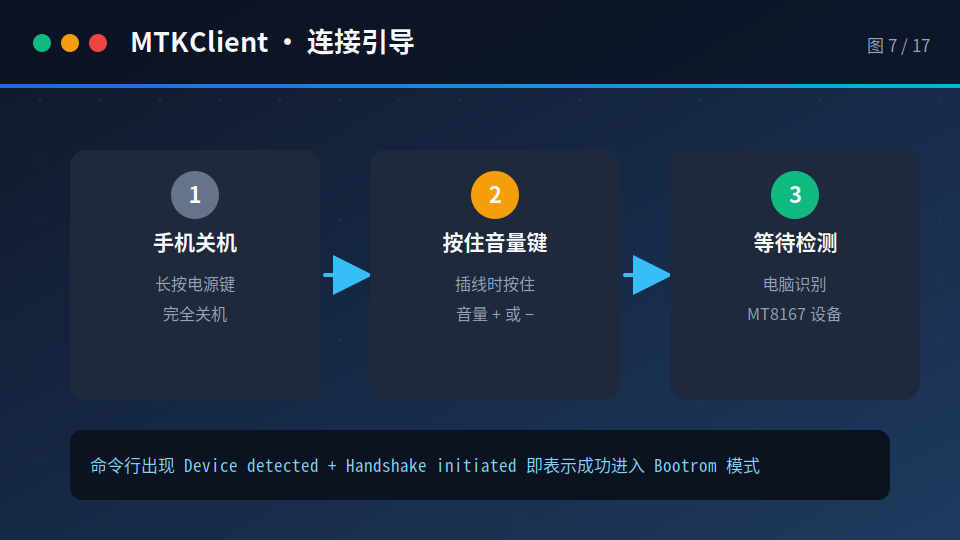 MTKClient • 连接引导
图 7 / 17
1
手机关机
长按电源键
完全关机
2
按住音量键
插线时按住
音量 + 或 −
3
等待检测
电脑识别
MT8167 设备
命令行出现 Device detected + Handshake initiated 即表示成功进入 Bootrom 模式